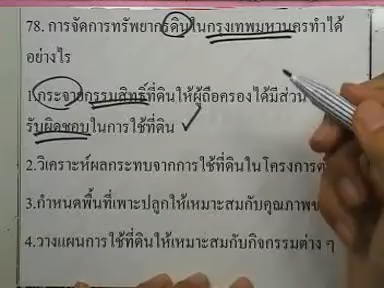 78. การจัดการทรัพยากรดินในกรุงเทพมหานครทำได้
อย่างไร
1.กระจายกรรมสิทธิ์ที่ดินให้ผู้ถือครองได้มีส่วน
รับผิดชอบในการใช้ที่ดิน
2.วิเคราะห์ผลกระทบจากการใช้ที่ดินในโครงการ
3.กำหนดพื้นที่เพาะปลูกให้เหมาะสมกับคุณภาพ
4.วางแผนการใช้ที่ดินให้เหมาะสมกับกิจกรรมต่าง ๆ